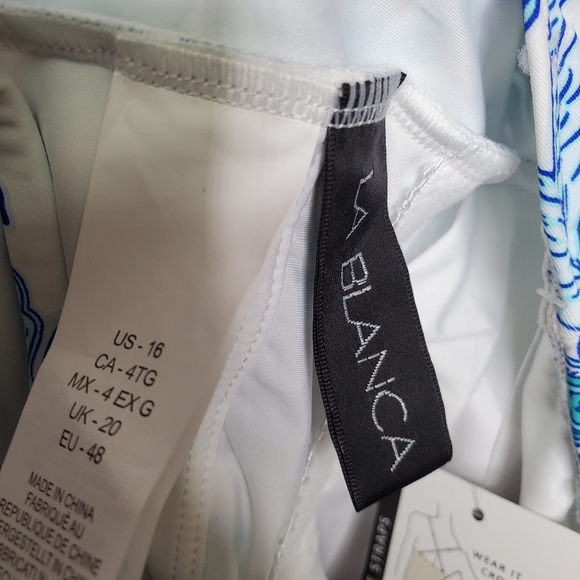 US - 16
CA - 4TG
MX - 4 EX G
UK - 20
EU - 48
MADE IN CHINA
FABRIQUÉ AU
REPUBLIQUE DE CHINE
LA BLANCA
STRAPS
WEAR IT